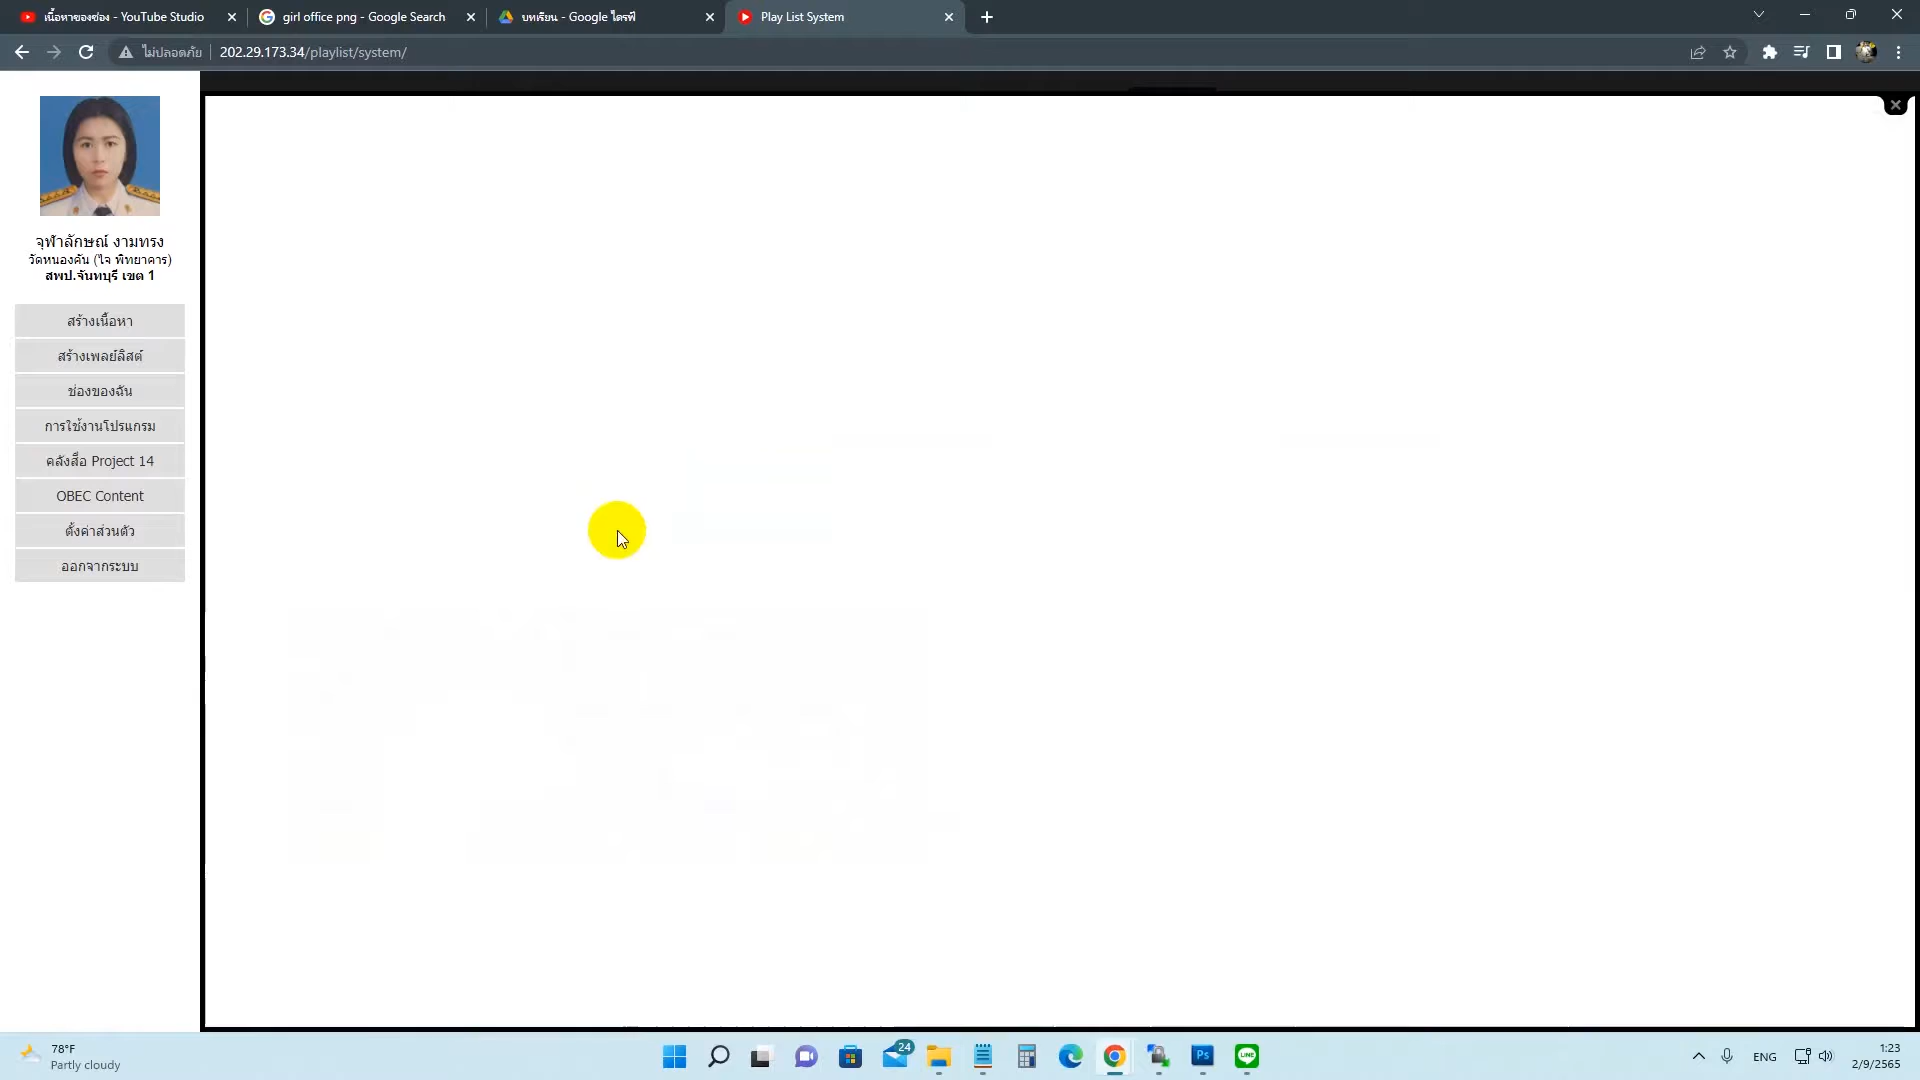 เนื้อหาของช่อง - YouTube Studio
girl office png - Google Search
บทเรียน - Google ไดรฟ์
Play List System
ไม่ปลอดภัย
202.29.173.34/playlist/system/
จุฬาลักษณ์ งามทรง
วัดหนองคัน (ไจ พิทยาคาร)
สพป.จันทบุรี เขต 1
สร้างเนื้อหา
สร้างเพลย์ลิสต์
ช่องของฉัน
การใช้งานโปรแกรม
คลังสื่อ Project 14
OBEC Content
ตั้งค่าส่วนตัว
ออกจากระบบ
78°F
Partly cloudy
24
Ps
LINE
ENG
1:23
2/9/2565